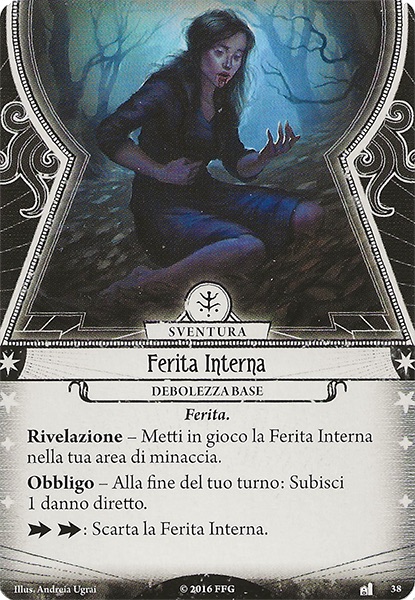 SVENTURA
Ferita Interna
DEBOLEZZA BASE
Ferita.
Rivelazione – Metti in gioco la Ferita Interna
nella tua area di minaccia.
Obbligo – Alla fine del tuo turno: Subisci
1 danno diretto.
: Scarta la Ferita Interna.
Illus. Andreia Ugrai
© 2016 FFG
38